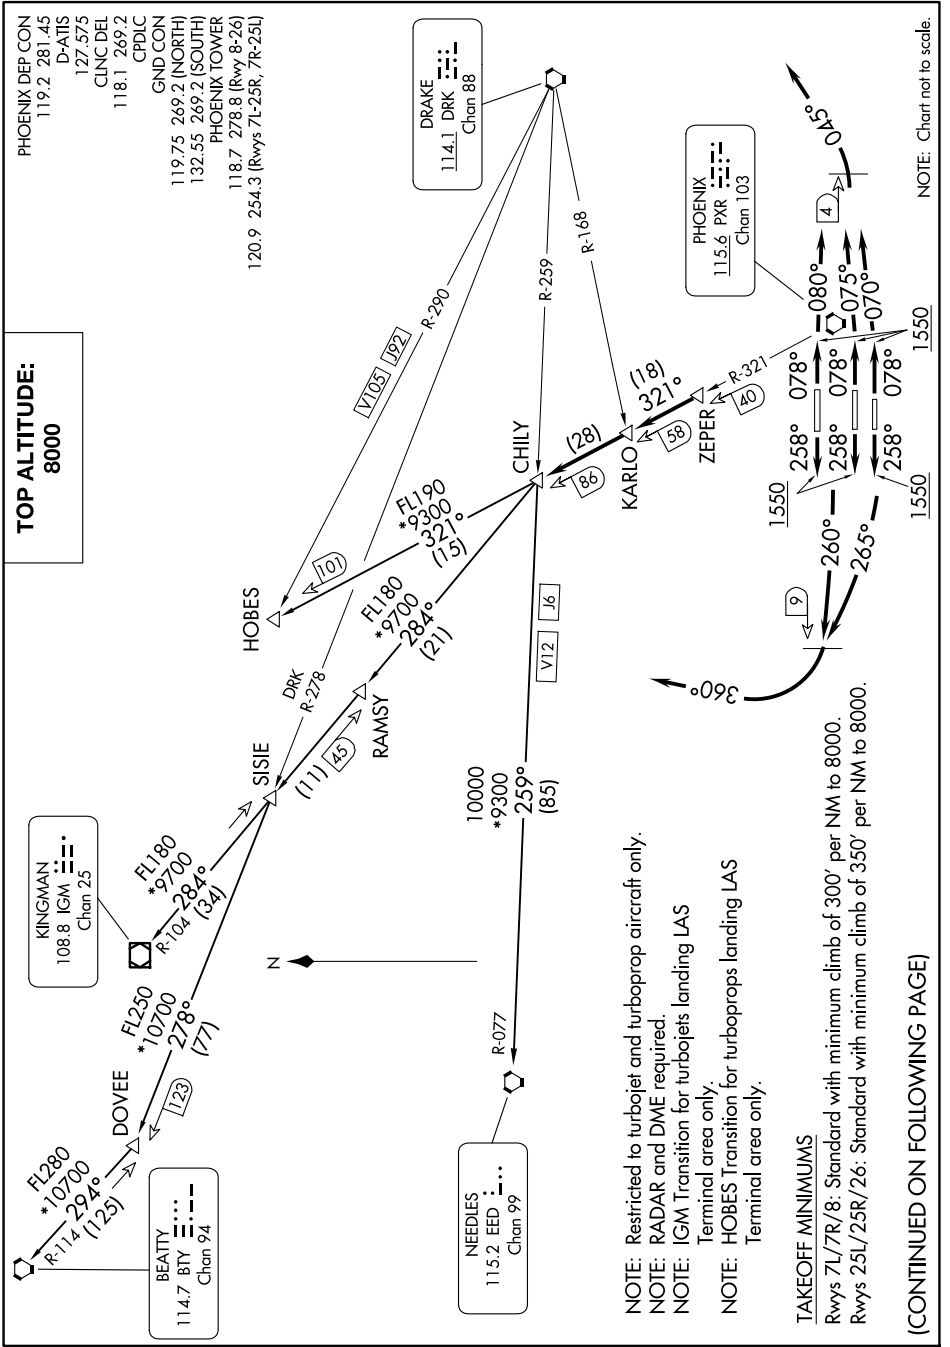 TOP ALTITUDE:
8000
PHOENIX DEP CON
119.2 281.45
D-ATIS
127.575
CLNC DEL
118.1 269.2
CPDLC
GND CON
119.75 269.2 (NORTH)
132.55 269.2 (SOUTH)
PHOENIX TOWER
118.7 278.8 (Rwy 8-26)
120.9 254.3 (Rwys 7L-25R, 7R-25L)
BEATTY
114.7 BTY
Chan 94
R-114
FL280
*10700
294°
(125)
DOVEE
123
FL250
*10700
278°
(77)
KINGMAN
108.8 IGM
Chan 25
R-104
FL180
*9700
284°
(34)
SISIE
(11)
45
RAMSY
DRK
R-278
FL180
*9700
284°
(21)
HOBES
101
FL190
*9300
321°
(15)
V105
J92
R-290
DRAKE
114.1 DRK
Chan 88
R-259
R-168
CHILY
86
(28)
KARLO
58
(18)
321°
ZEPER
40
R-321
NEEDLES
115.2 EED
Chan 99
R-077
10000
*9300
259°
(85)
V12
J6
N
PHOENIX
115.6 PXR
Chan 103
360°
9
260°
265°
1550
258°
258°
258°
1550
078°
078°
078°
1550
080°
075°
070°
4
045°
NOTE: Chart not to scale.
NOTE: Restricted to turbojet and turboprop aircraft only.
NOTE: RADAR and DME required.
NOTE: IGM Transition for turbojets landing LAS
Terminal area only.
NOTE: HOBES Transition for turboprops landing LAS
Terminal area only.
TAKEOFF MINIMUMS
Rwys 7L/7R/8: Standard with minimum climb of 300' per NM to 8000.
Rwys 25L/25R/26: Standard with minimum climb of 350' per NM to 8000.
(CONTINUED ON FOLLOWING PAGE)